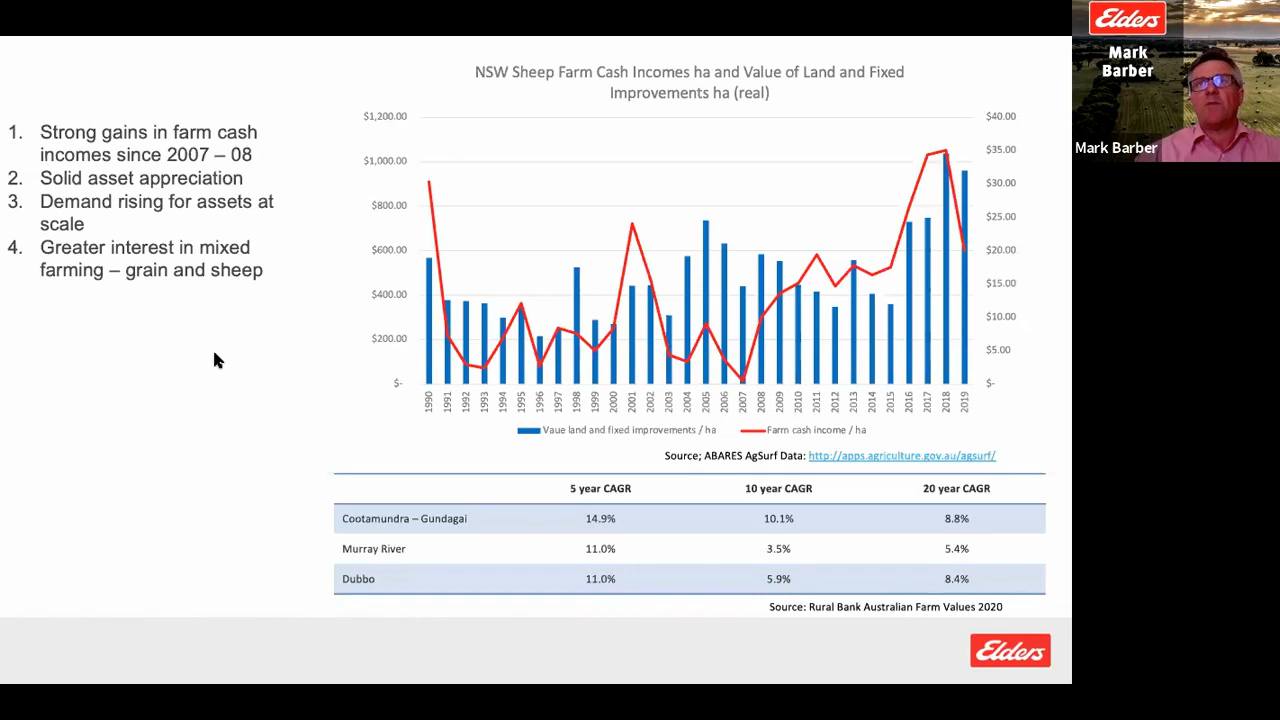 1. Strong gains in farm cash
incomes since 2007 – 08
2. Solid asset appreciation
3. Demand rising for assets at
scale
4. Greater interest in mixed
farming – grain and sheep
NSW Sheep Farm Cash Incomes ha and Value of Land and Fixed
Improvements ha (real)
$1,200.00
$1,000.00
$800.00
$600.00
$400.00
$200.00
$-
$40.00
$35.00
$30.00
$25.00
$20.00
$15.00
$10.00
$5.00
$-
1990 1991 1992 1993 1994 1995 1996 1997 1998 1999 2000 2001 2002 2003 2004 2005 2006 2007 2008 2009 2010 2011 2012 2013 2014 2015 2016 2017 2018 2019
Vaue land and fixed improvements / ha Farm cash income / ha
Source; ABARES AgSurf Data: http://apps.agriculture.gov.au/agsurf/
5 year CAGR 10 year CAGR 20 year CAGR
Cootamundra – Gundagai 14.9% 10.1% 8.8%
Murray River 11.0% 3.5% 5.4%
Dubbo 11.0% 5.9% 8.4%
Source: Rural Bank Australian Farm Values 2020
Elders
Elders
Mark
Barber
Mark Barber